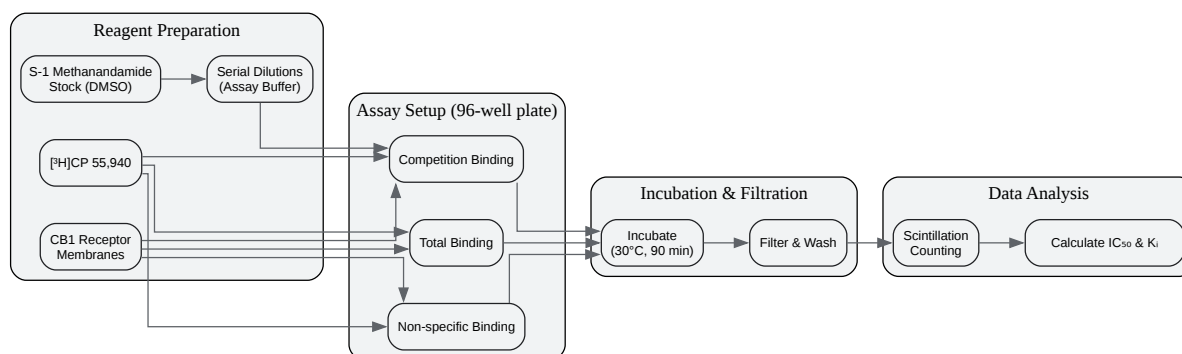 Reagent Preparation
S-1 Methanandamide
Stock (DMSO)
Serial Dilutions
(Assay Buffer)
[³H]CP 55,940
CB1 Receptor
Membranes
Assay Setup (96-well plate)
Competition Binding
Total Binding
Non-specific Binding
Incubation & Filtration
Incubate
(30°C, 90 min)
Filter & Wash
Data Analysis
Scintillation
Counting
Calculate IC₅₀ & Kᵢ